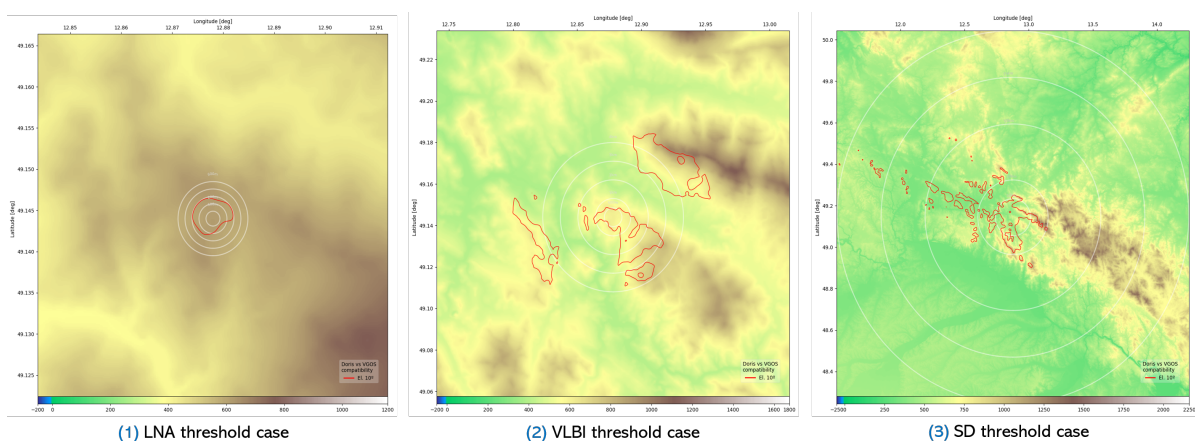 Longitude [deg]
12.85 12.86 12.87 12.88 12.89 12.90 12.91
Latitude [deg]
49.165
49.160
49.155
49.150
49.145
49.140
49.135
49.130
49.125
Doris vs VGOS
compatibility
El. 10º
-200 0 200 400 600 800 1000 1200
(1) LNA threshold case
Longitude [deg]
12.75 12.80 12.85 12.90 12.95 13.00
Latitude [deg]
49.22
49.20
49.18
49.16
49.14
49.12
49.10
49.08
49.06
Doris vs VGOS
compatibility
El. 10º
-200 0 200 400 600 800 1000 1200 1400 1600 1800
(2) VLBI threshold case
Longitude [deg]
12.0 12.5 13.0 13.5 14.0
Latitude [deg]
50.0
49.8
49.6
49.4
49.2
49.0
48.8
48.6
48.4
Doris vs VGOS
compatibility
El. 10º
-250 0 250 500 750 1000 1250 1500 1750 2000 2250
(3) SD threshold case